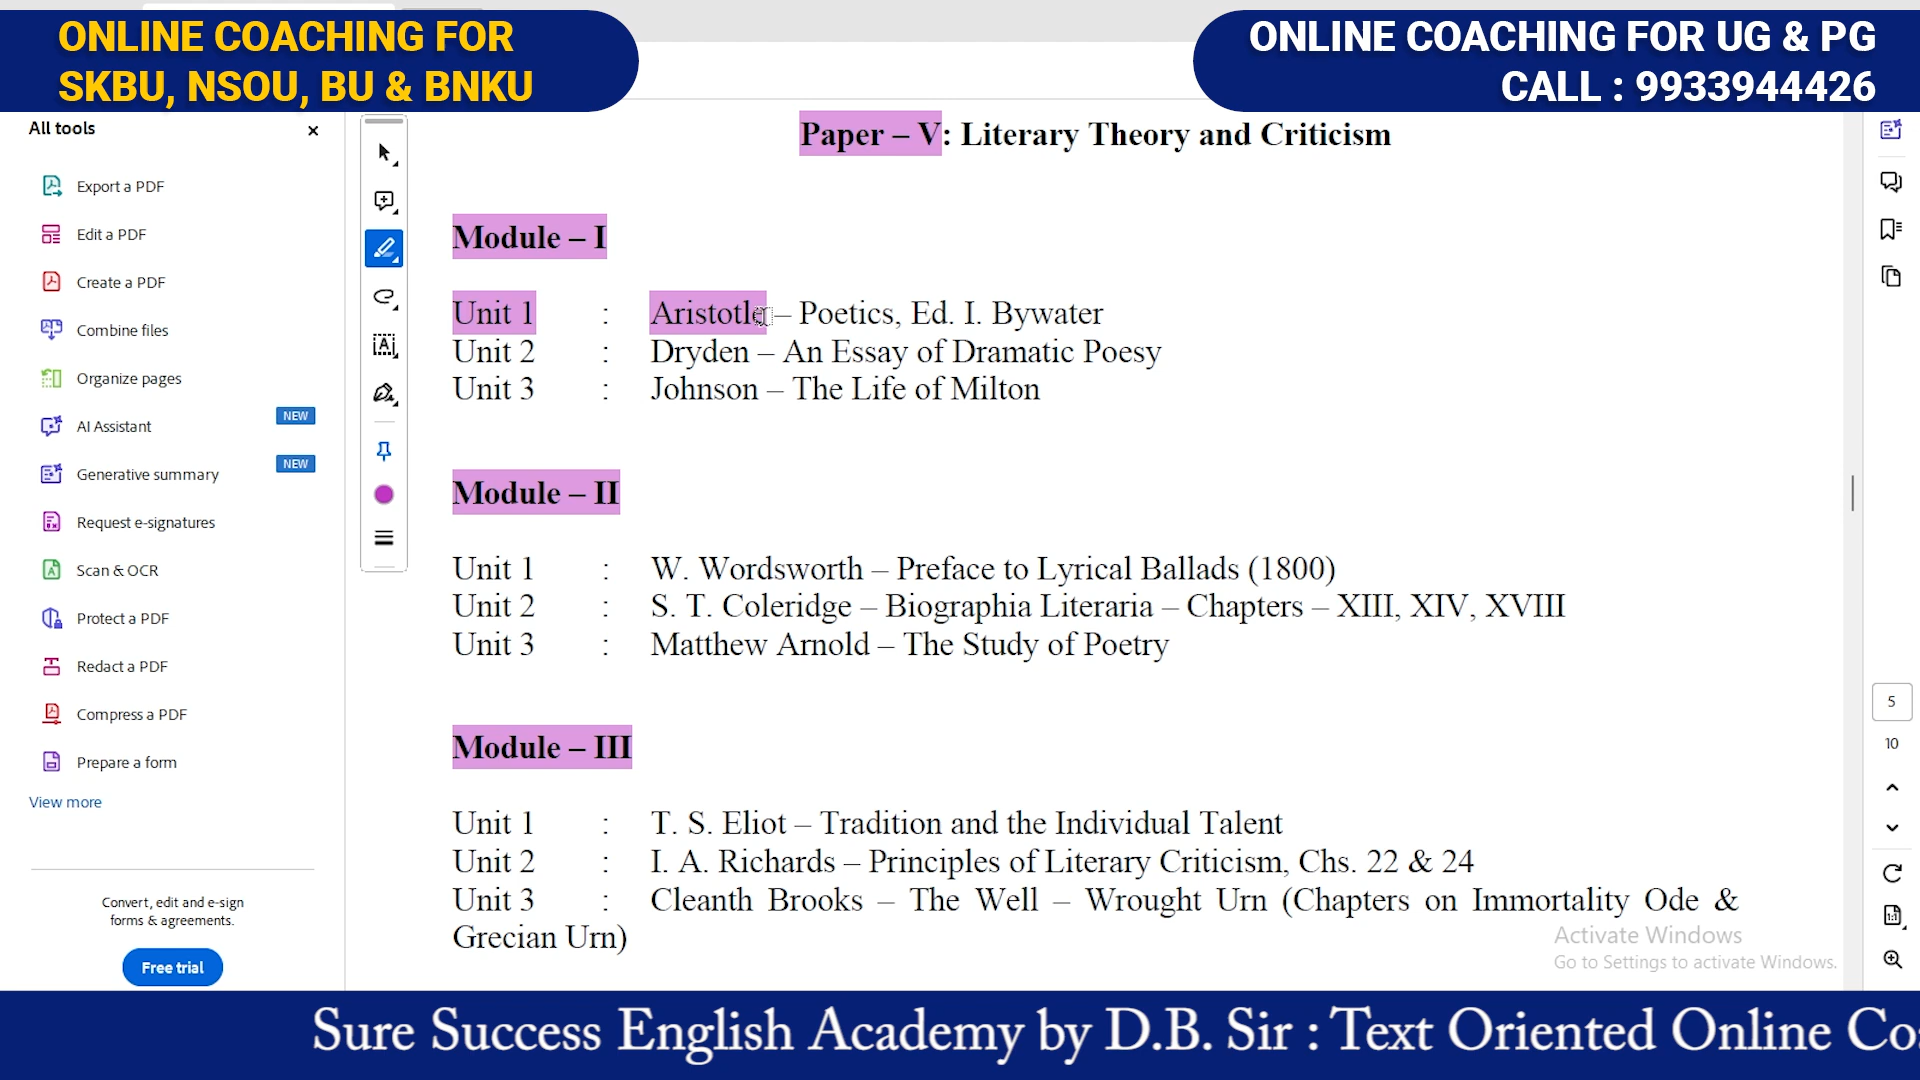 ONLINE COACHING FOR
SKBU, NSOU, BU & BNKU
ONLINE COACHING FOR UG & PG
CALL : 9933944426
All tools
Export a PDF
Edit a PDF
Create a PDF
Combine files
Organize pages
AI Assistant
NEW
Generative summary
NEW
Request e-signatures
Scan & OCR
Protect a PDF
Redact a PDF
Compress a PDF
Prepare a form
View more
Convert, edit and e-sign
forms & agreements.
Free trial
Paper – V: Literary Theory and Criticism
Module – I
Unit 1 : Aristotle – Poetics, Ed. I. Bywater
Unit 2 : Dryden – An Essay of Dramatic Poesy
Unit 3 : Johnson – The Life of Milton
Module – II
Unit 1 : W. Wordsworth – Preface to Lyrical Ballads (1800)
Unit 2 : S. T. Coleridge – Biographia Literaria – Chapters – XIII, XIV, XVIII
Unit 3 : Matthew Arnold – The Study of Poetry
Module – III
Unit 1 : T. S. Eliot – Tradition and the Individual Talent
Unit 2 : I. A. Richards – Principles of Literary Criticism, Chs. 22 & 24
Unit 3 : Cleanth Brooks – The Well – Wrought Urn (Chapters on Immortality Ode &
Grecian Urn)
5
10
Activate Windows
Go to Settings to activate Windows.
Sure Success English Academy by D.B. Sir : Text Oriented Online Co